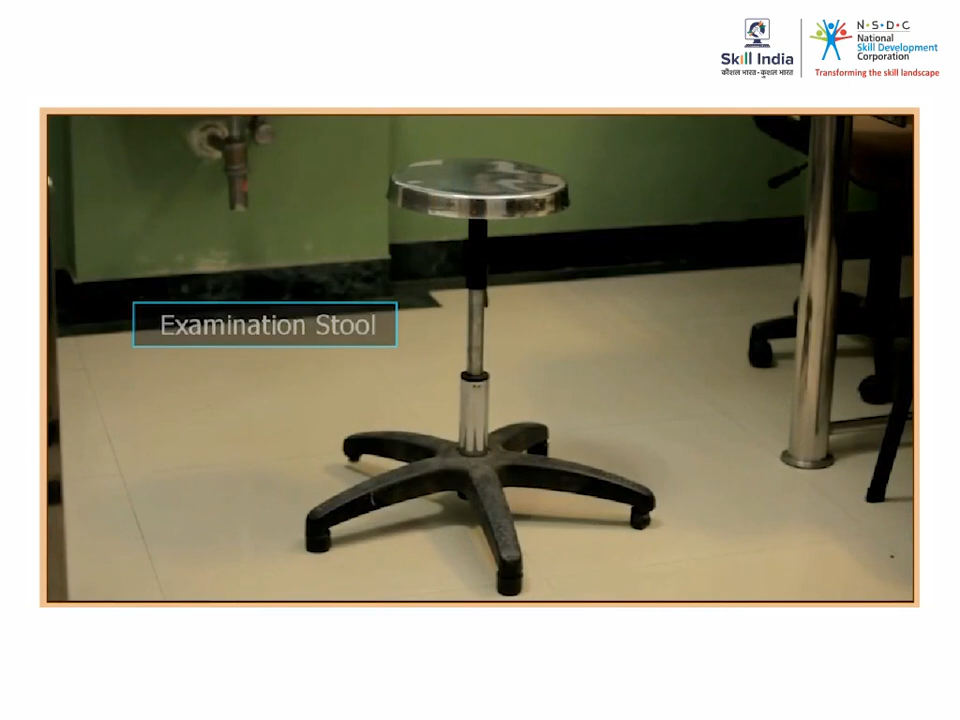 Skill India
कौशल भारत - कुशल भारत
N·S·D·C
National
Skill Development
Corporation
Transforming the skill landscape
Examination Stool